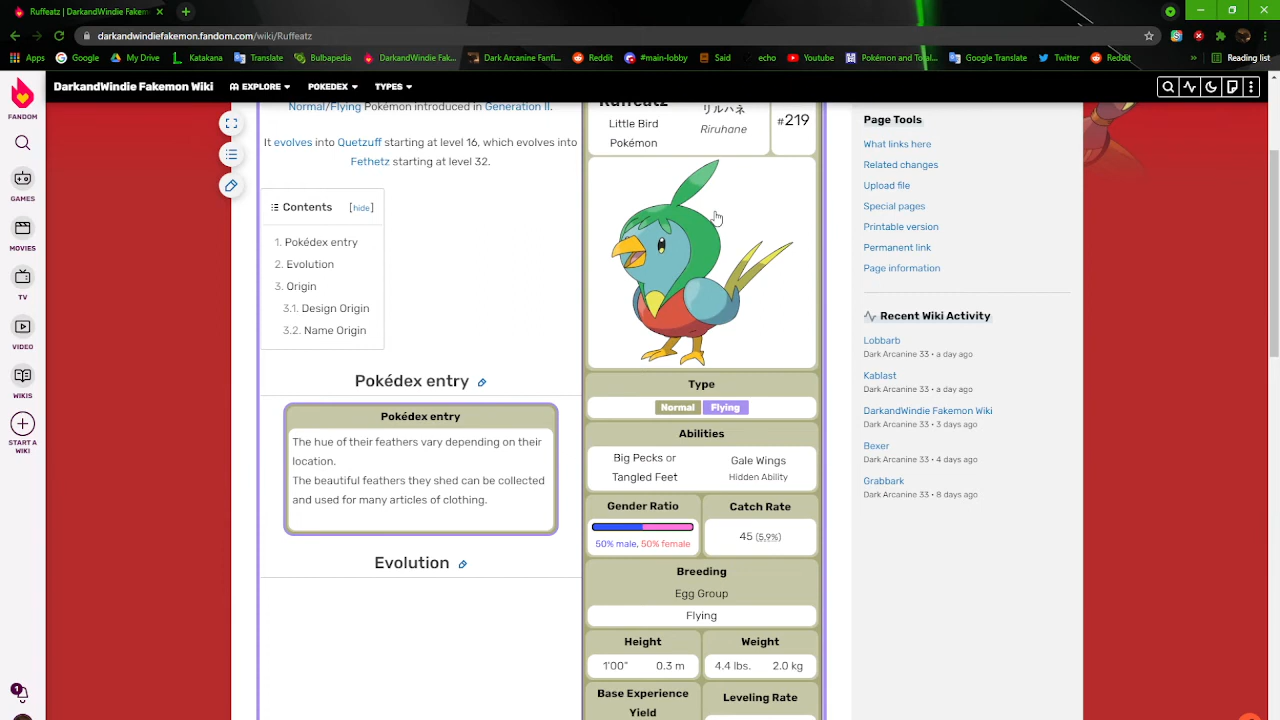 Ruffeatz | DarkandWindie Fakemo
darkandwindiefakemon.fandom.com/wiki/Ruffeatz
Apps
Google
Translate
Bulbapedia
DarkandWindie Fak...
Katakana
Dark Arcanine Fanfi...
Reddit
#main-lobby
Said
echo
YouTube
Pokémon and Total...
Google Translate
Twitter
Reddit
»
Reading list
DarkandWindie Fakemon Wiki
EXPLORE
POKEDEX
TYPES
FANDOM
GAMES
MOVIES
TV
VIDEO
WIKIS
START A
WIKI
1
Normal/Flying Pokémon introduced in Generation II.
It evolves into Quetzuff starting at level 16, which evolves into
Fethetz starting at level 32.
Contents [hide]
1. Pokédex entry
2. Evolution
3. Origin
3.1. Design Origin
3.2. Name Origin
Pokédex entry
Pokédex entry
The hue of their feathers vary depending on their
location.
The beautiful feathers they shed can be collected
and used for many articles of clothing.
Evolution
Ruffeatz
Little Bird
Pokémon
リルハネ
Riruhane
#219
Type
Normal Flying
Abilities
Big Pecks or
Tangled Feet
Gale Wings
Hidden Ability
Gender Ratio
50% male, 50% female
Catch Rate
45 (5.9%)
Breeding
Egg Group
Flying
Height
1'00" 0.3 m
Weight
4.4 lbs. 2.0 kg
Base Experience
Yield
Leveling Rate
Page Tools
What links here
Related changes
Upload file
Special pages
Printable version
Permanent link
Page information
Recent Wiki Activity
Lobbarb
Dark Arcanine 33 • a day ago
Kablast
Dark Arcanine 33 • a day ago
DarkandWindie Fakemon Wiki
Dark Arcanine 33 • 3 days ago
Bexer
Dark Arcanine 33 • 4 days ago
Grabbark
Dark Arcanine 33 • 8 days ago